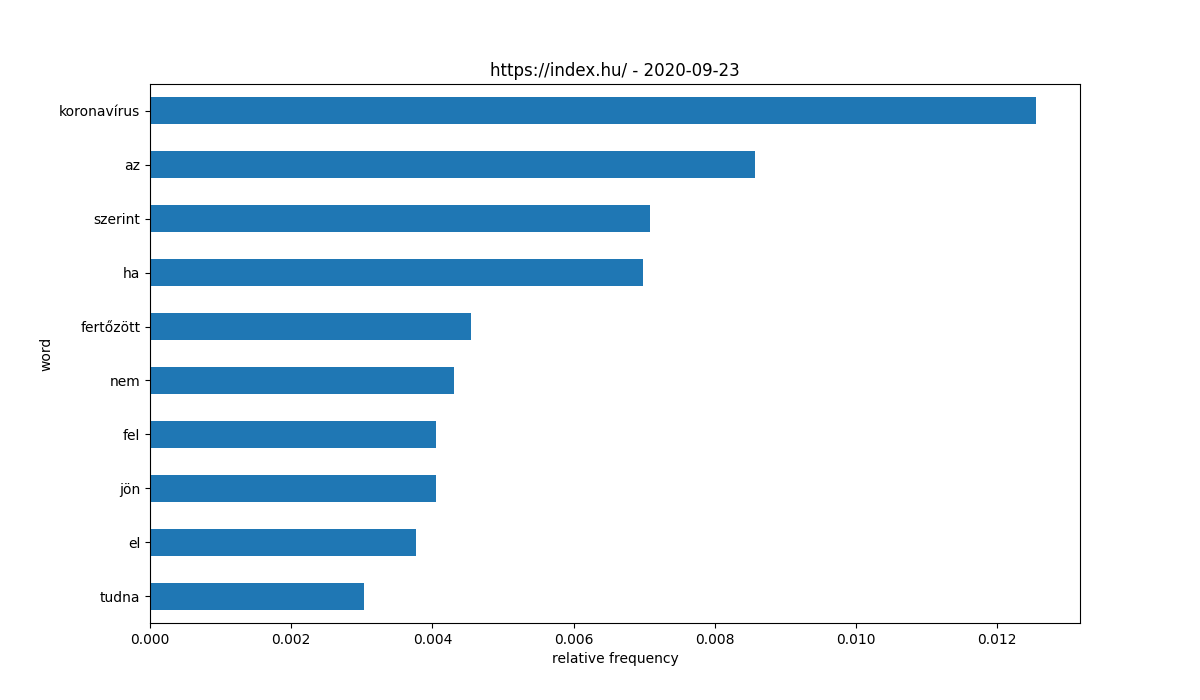 https://index.hu/ - 2020-09-23
word
koronavírus
az
szerint
ha
fertőzött
nem
fel
jön
el
tudna
0.000 0.002 0.004 0.006 0.008 0.010 0.012
relative frequency